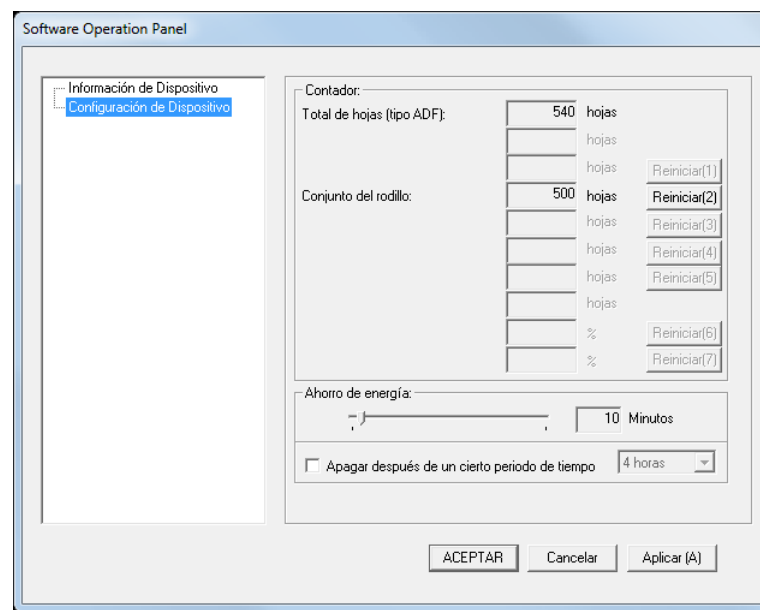 Software Operation Panel
Información de Dispositivo
Configuración de Dispositivo
Contador:
Total de hojas (tipo ADF): 540 hojas
hojas
hojas Reiniciar(1)
Conjunto del rodillo: 500 hojas Reiniciar(2)
hojas Reiniciar(3)
hojas Reiniciar(4)
hojas Reiniciar(5)
hojas
% Reiniciar(6)
% Reiniciar(7)
Ahorro de energía:
10 Minutos
Apagar después de un cierto periodo de tiempo 4 horas
ACEPTAR Cancelar Aplicar (A)